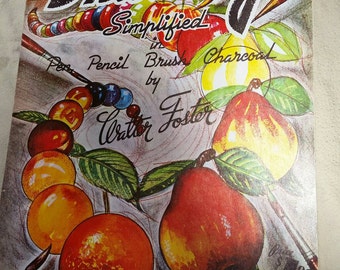 Simplified
in
Pen Pencil Brush Charcoal
by
Walter Foster